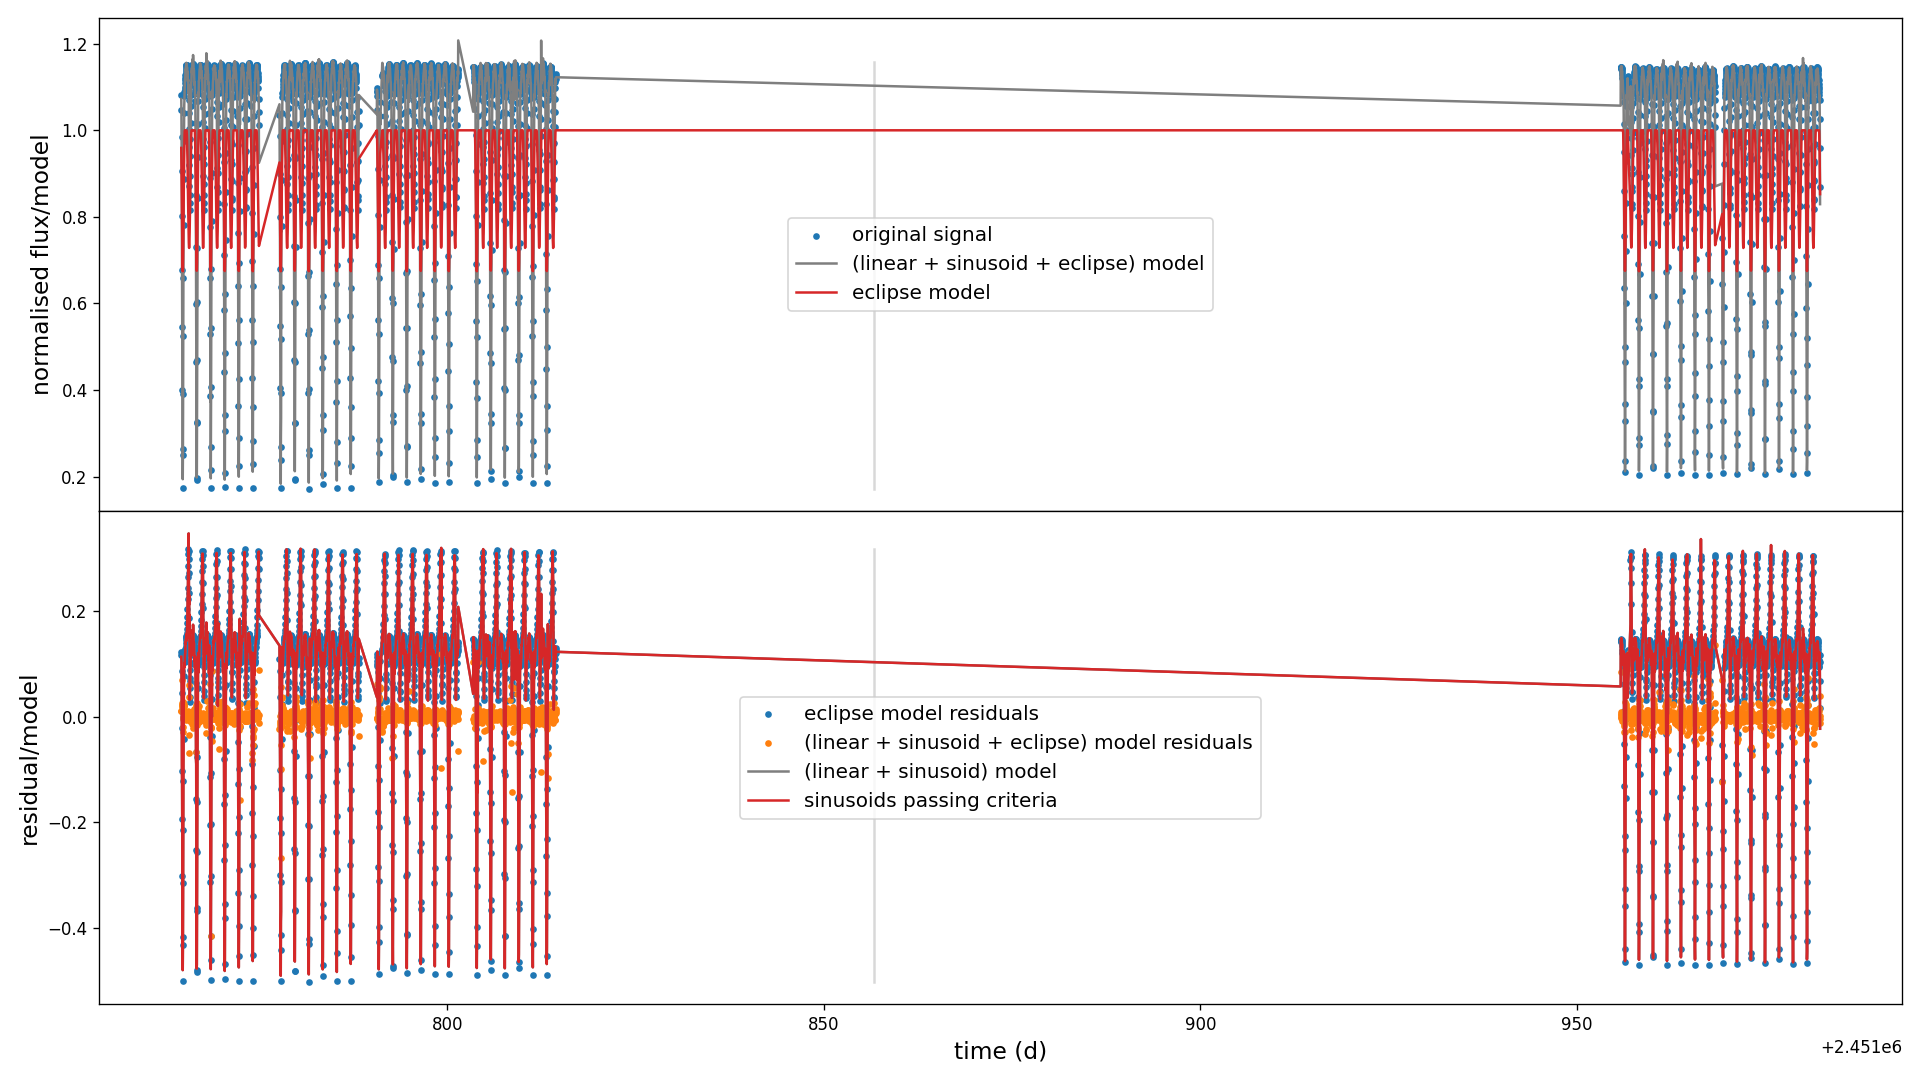 1.2
1.0
0.8
0.6
0.4
0.2
normalised flux/model
original signal
(linear + sinusoid + eclipse) model
eclipse model
0.2
0.0
−0.2
−0.4
residual/model
eclipse model residuals
(linear + sinusoid + eclipse) model residuals
(linear + sinusoid) model
sinusoids passing criteria
800
850
900
950
time (d)
+2.451e6